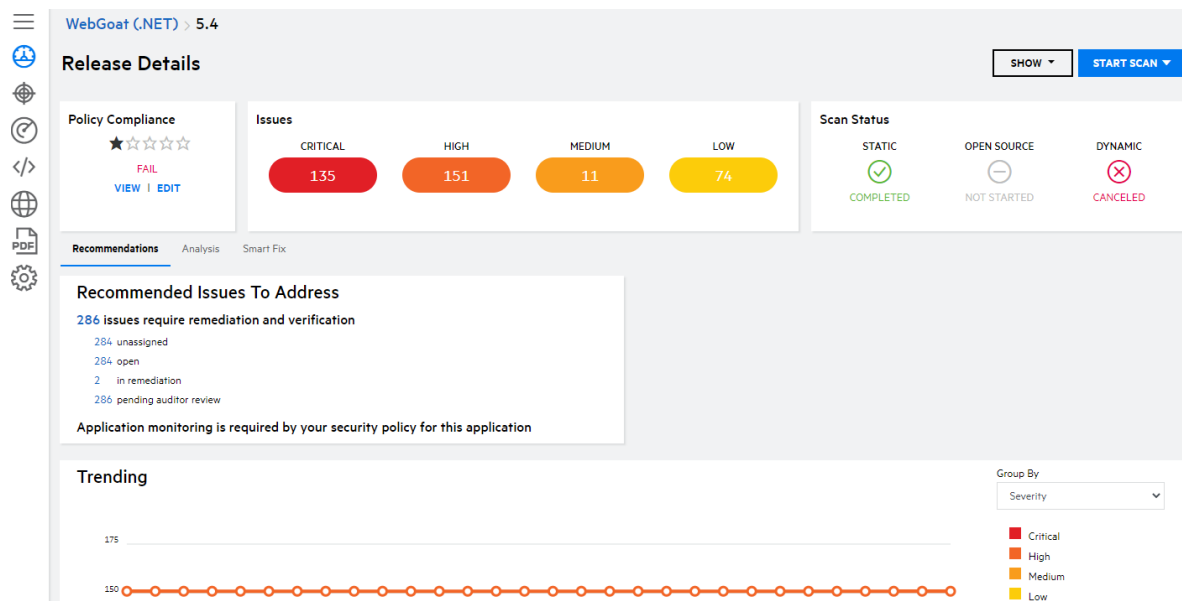 WebGoat (.NET) > 5.4
Release Details
SHOW
START SCAN
Policy Compliance
FAIL
VIEW | EDIT
Issues
CRITICAL HIGH MEDIUM LOW
135 151 11 74
Scan Status
STATIC OPEN SOURCE DYNAMIC
COMPLETED NOT STARTED CANCELED
PDF
Recommendations Analysis Smart Fix
Recommended Issues To Address
286 issues require remediation and verification
284 unassigned
284 open
2 in remediation
286 pending auditor review
Application monitoring is required by your security policy for this application
Trending
Group By
Severity
175
150
Critical
High
Medium
Low